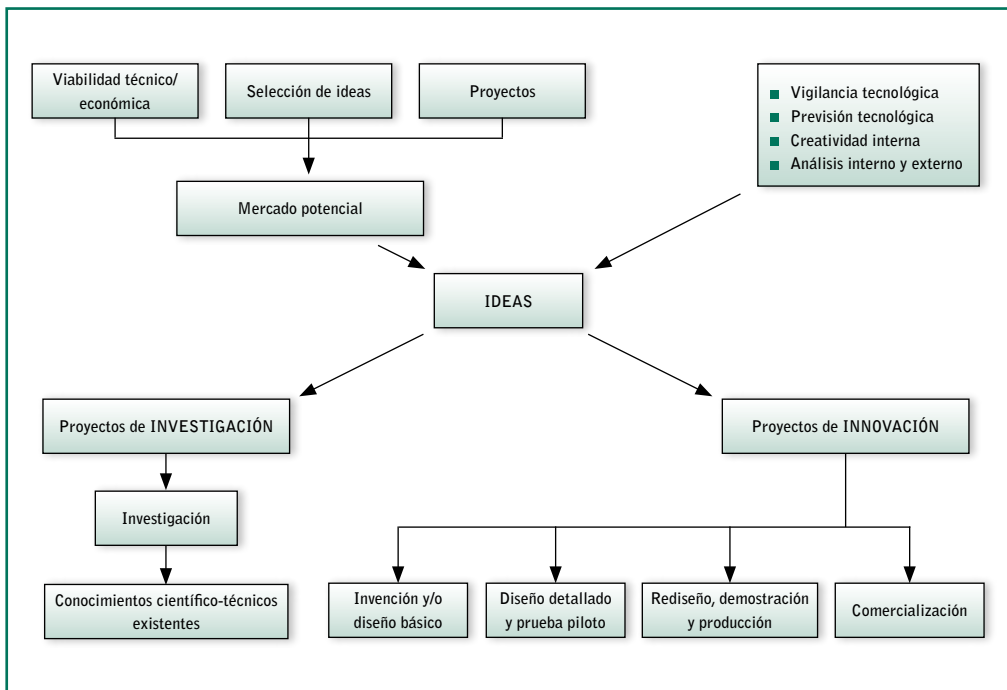 Viabilidad técnico/
económica
Selección de ideas
Proyectos
Vigilancia tecnológica
Previsión tecnológica
Creatividad interna
Análisis interno y externo
Mercado potencial
IDEAS
Proyectos de INVESTIGACIÓN
Proyectos de INNOVACIÓN
Investigación
Conocimientos científico-técnicos
existentes
Invención y/o
diseño básico
Diseño detallado
y prueba piloto
Rediseño, demostración
y producción
Comercialización